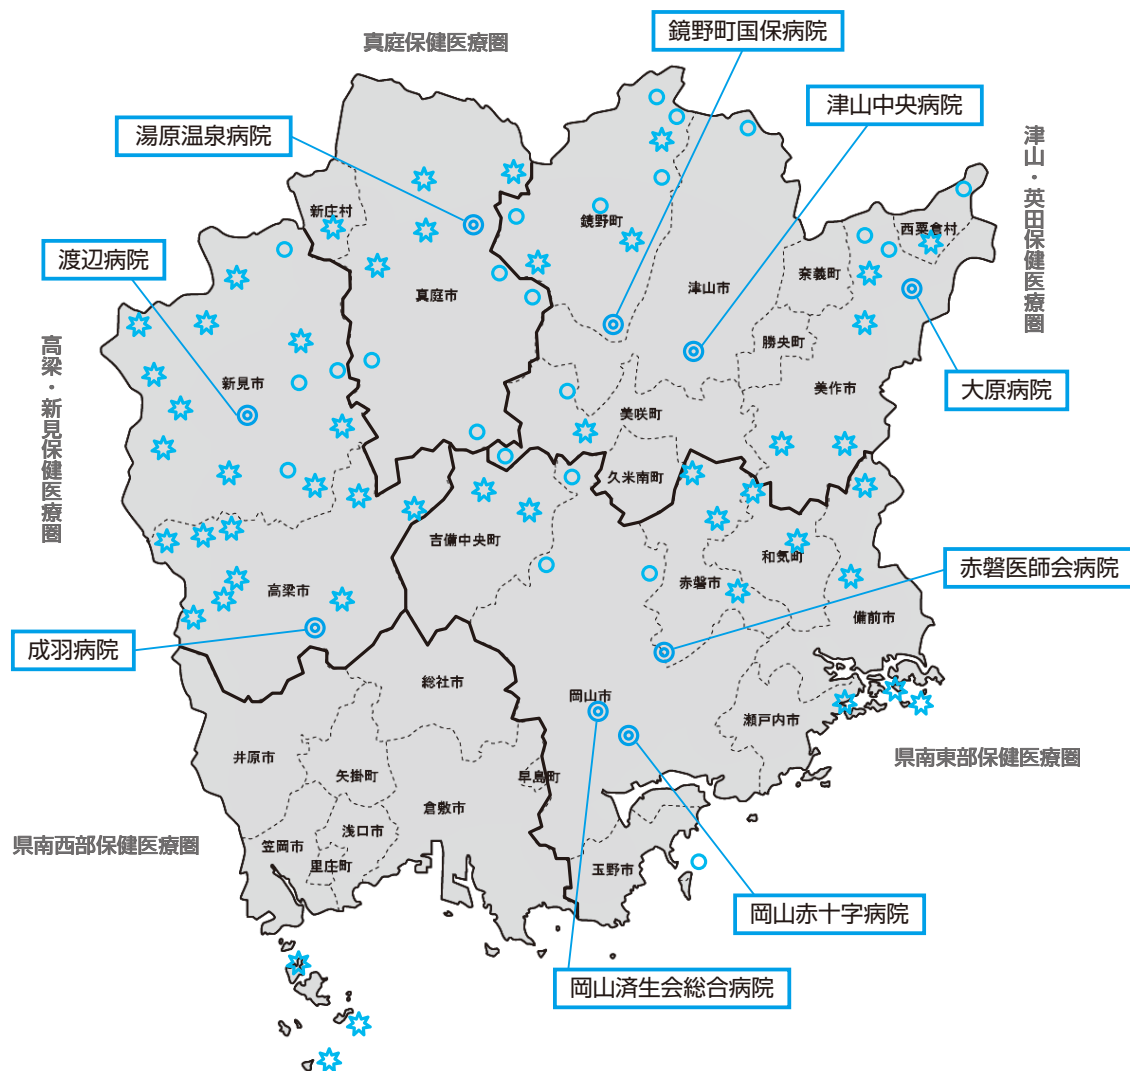 真庭保健医療圏
鏡野町国保病院
津山中央病院
湯原温泉病院
津山・英田保健医療圏
新庄村
鏡野町
西粟倉村
渡辺病院
奈義町
真庭市
津山市
勝央町
高梁・新見保健医療圏
新見市
美作市
大原病院
美咲町
久米南町
吉備中央町
和気町
赤磐医師会病院
高梁市
赤磐市
備前市
成羽病院
総社市
岡山市
瀬戸内市
井原市
矢掛町
早島町
県南東部保健医療圏
倉敷市
浅口市
県南西部保健医療圏
笠岡市
里庄町
玉野市
岡山赤十字病院
岡山済生会総合病院